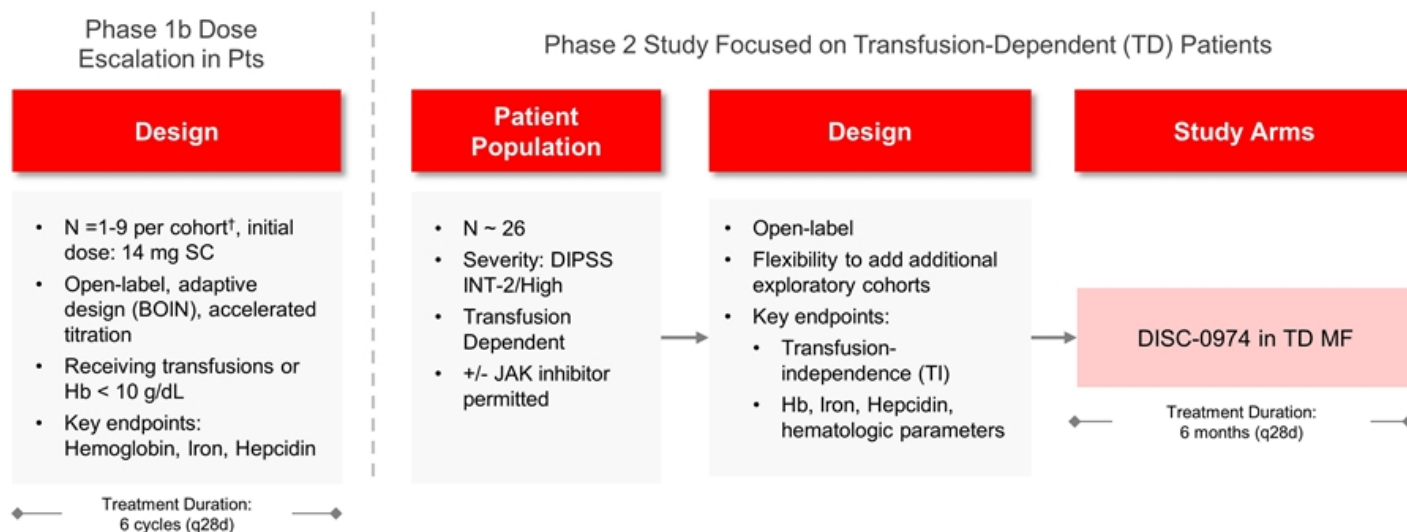 Phase 1b Dose
Escalation in Pts
Phase 2 Study Focused on Transfusion-Dependent (TD) Patients
Design
• N =1-9 per cohort†, initial
dose: 14 mg SC
• Open-label, adaptive
design (BOIN), accelerated
titration
• Receiving transfusions or
Hb < 10 g/dL
• Key endpoints:
Hemoglobin, Iron, Hepcidin
Treatment Duration:
6 cycles (q28d)
Patient
Population
• N ~ 26
• Severity: DIPSS
INT-2/High
• Transfusion
Dependent
• +/- JAK inhibitor
permitted
Design
• Open-label
• Flexibility to add additional
exploratory cohorts
• Key endpoints:
• Transfusion-
independence (TI)
• Hb, Iron, Hepcidin,
hematologic parameters
Study Arms
DISC-0974 in TD MF
Treatment Duration:
6 months (q28d)